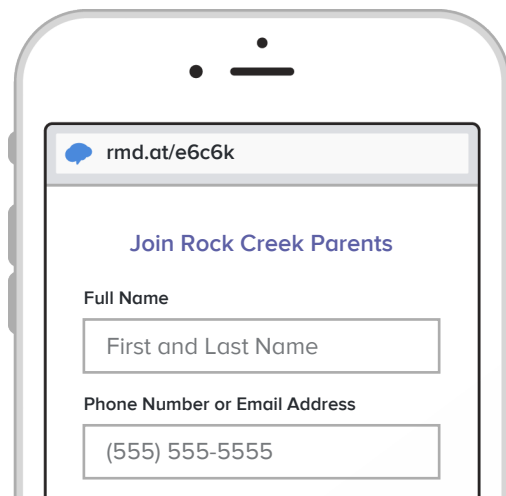 rmd.at/e6c6k
Join Rock Creek Parents
Full Name
First and Last Name
Phone Number or Email Address
(555) 555-5555